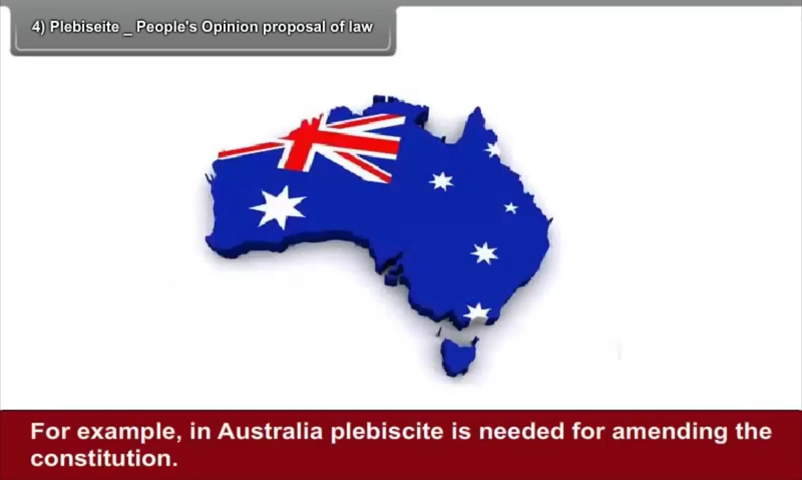 4) Plebiseite _ People's Opinion proposal of law
For example, in Australia plebiscite is needed for amending the
constitution.